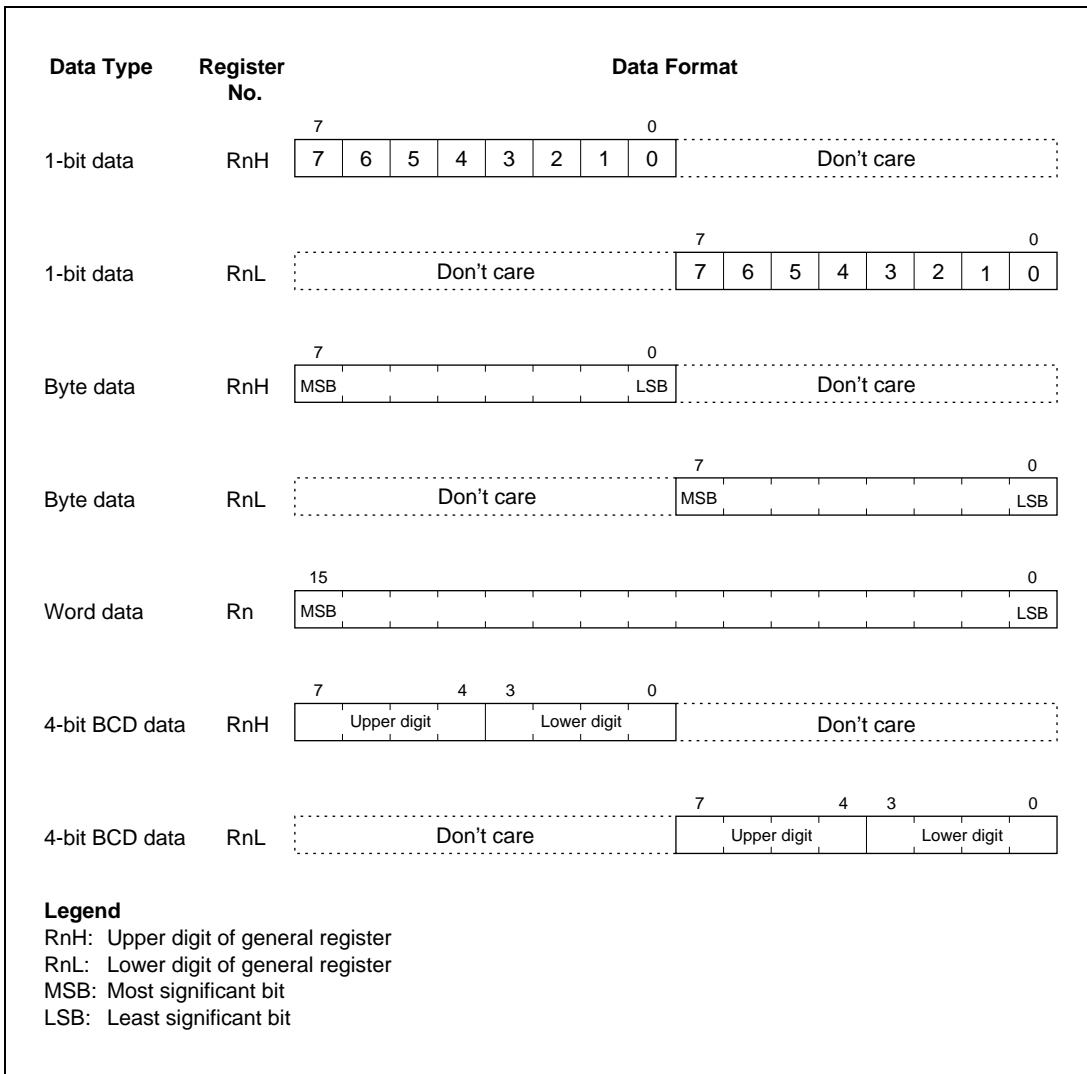 Data Type Register No. Data Format
7 0
1-bit data RnH 7 6 5 4 3 2 1 0 Don't care
7 0
1-bit data RnL Don't care 7 6 5 4 3 2 1 0
7 0
Byte data RnH MSB LSB Don't care
7 0
Byte data RnL Don't care MSB LSB
15 0
Word data Rn MSB LSB
7 4 3 0
4-bit BCD data RnH Upper digit Lower digit Don't care
7 4 3 0
4-bit BCD data RnL Don't care Upper digit Lower digit
Legend
RnH: Upper digit of general register
RnL: Lower digit of general register
MSB: Most significant bit
LSB: Least significant bit